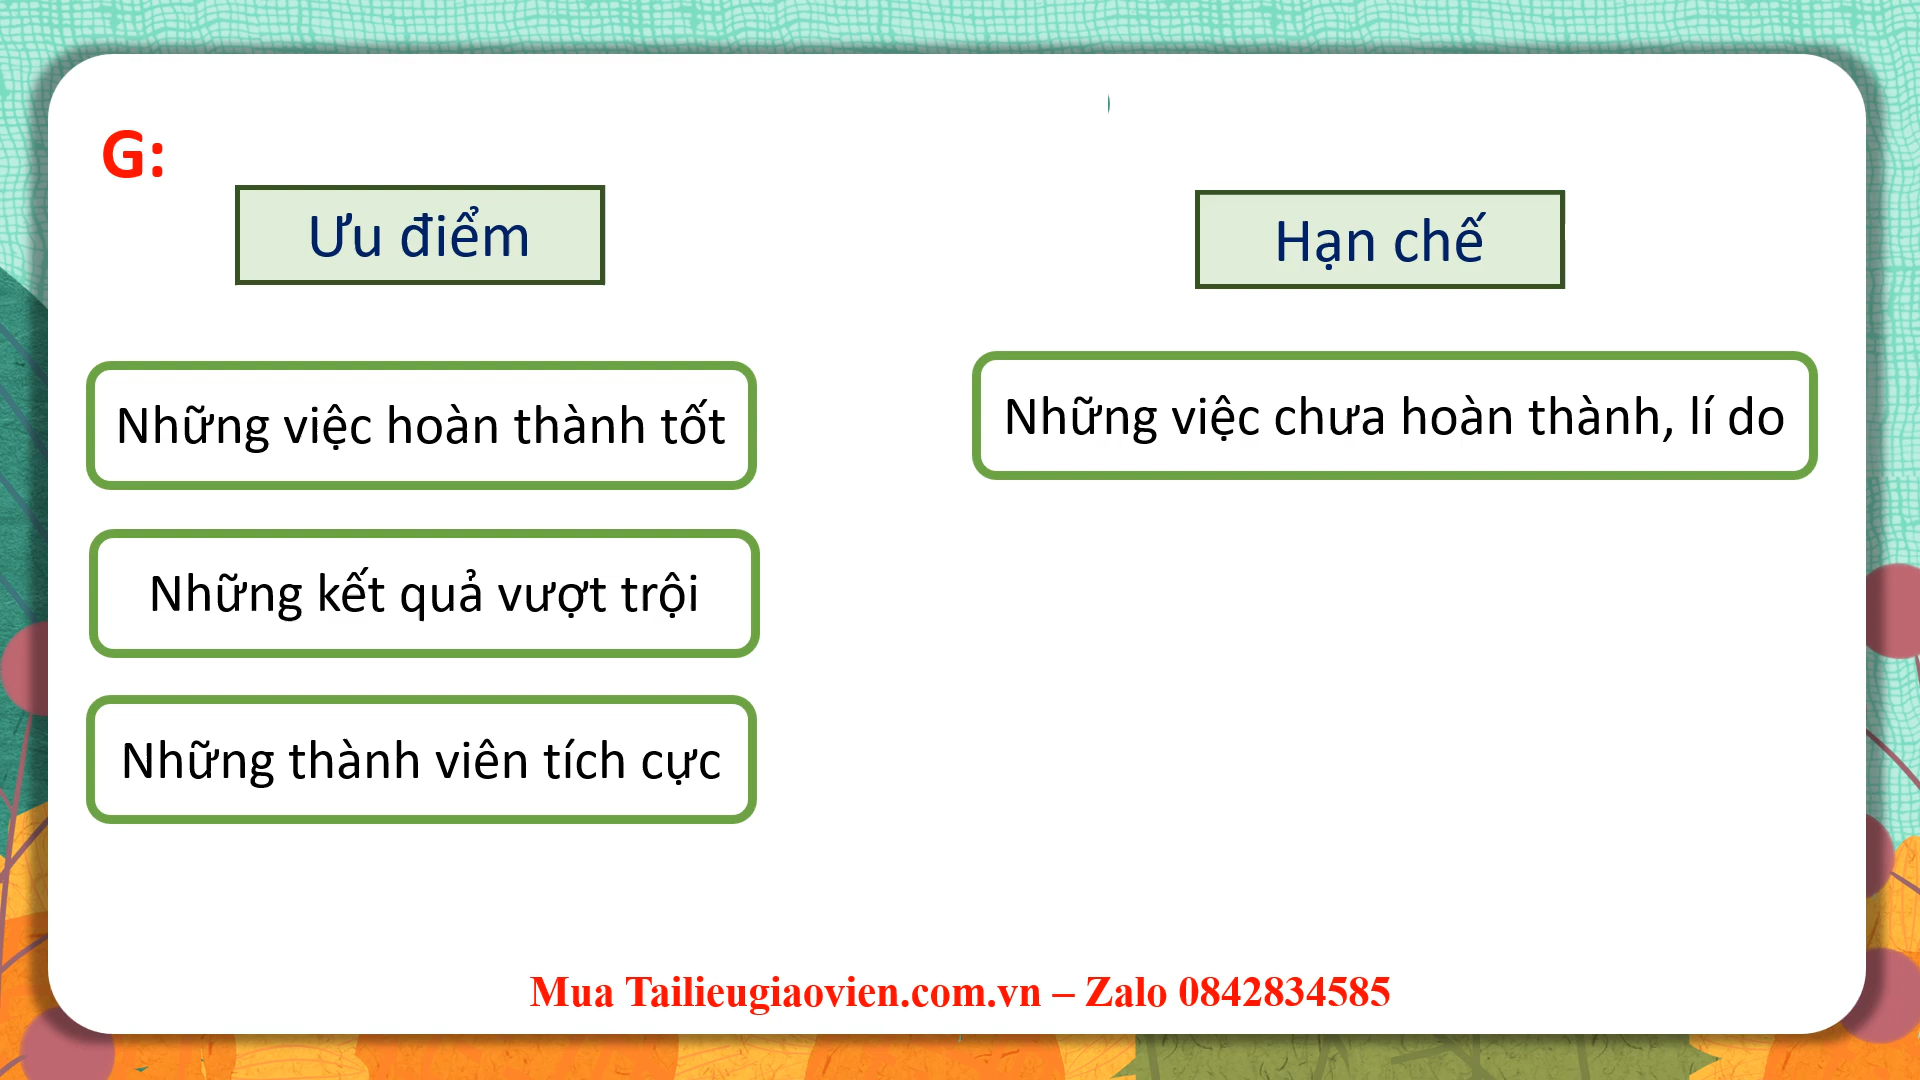 G:
Ưu điểm
Hạn chế
Những việc hoàn thành tốt
Những việc chưa hoàn thành, lí do
Những kết quả vượt trội
Những thành viên tích cực
Mua Tailieugiaovien.com.vn – Zalo 0842834585